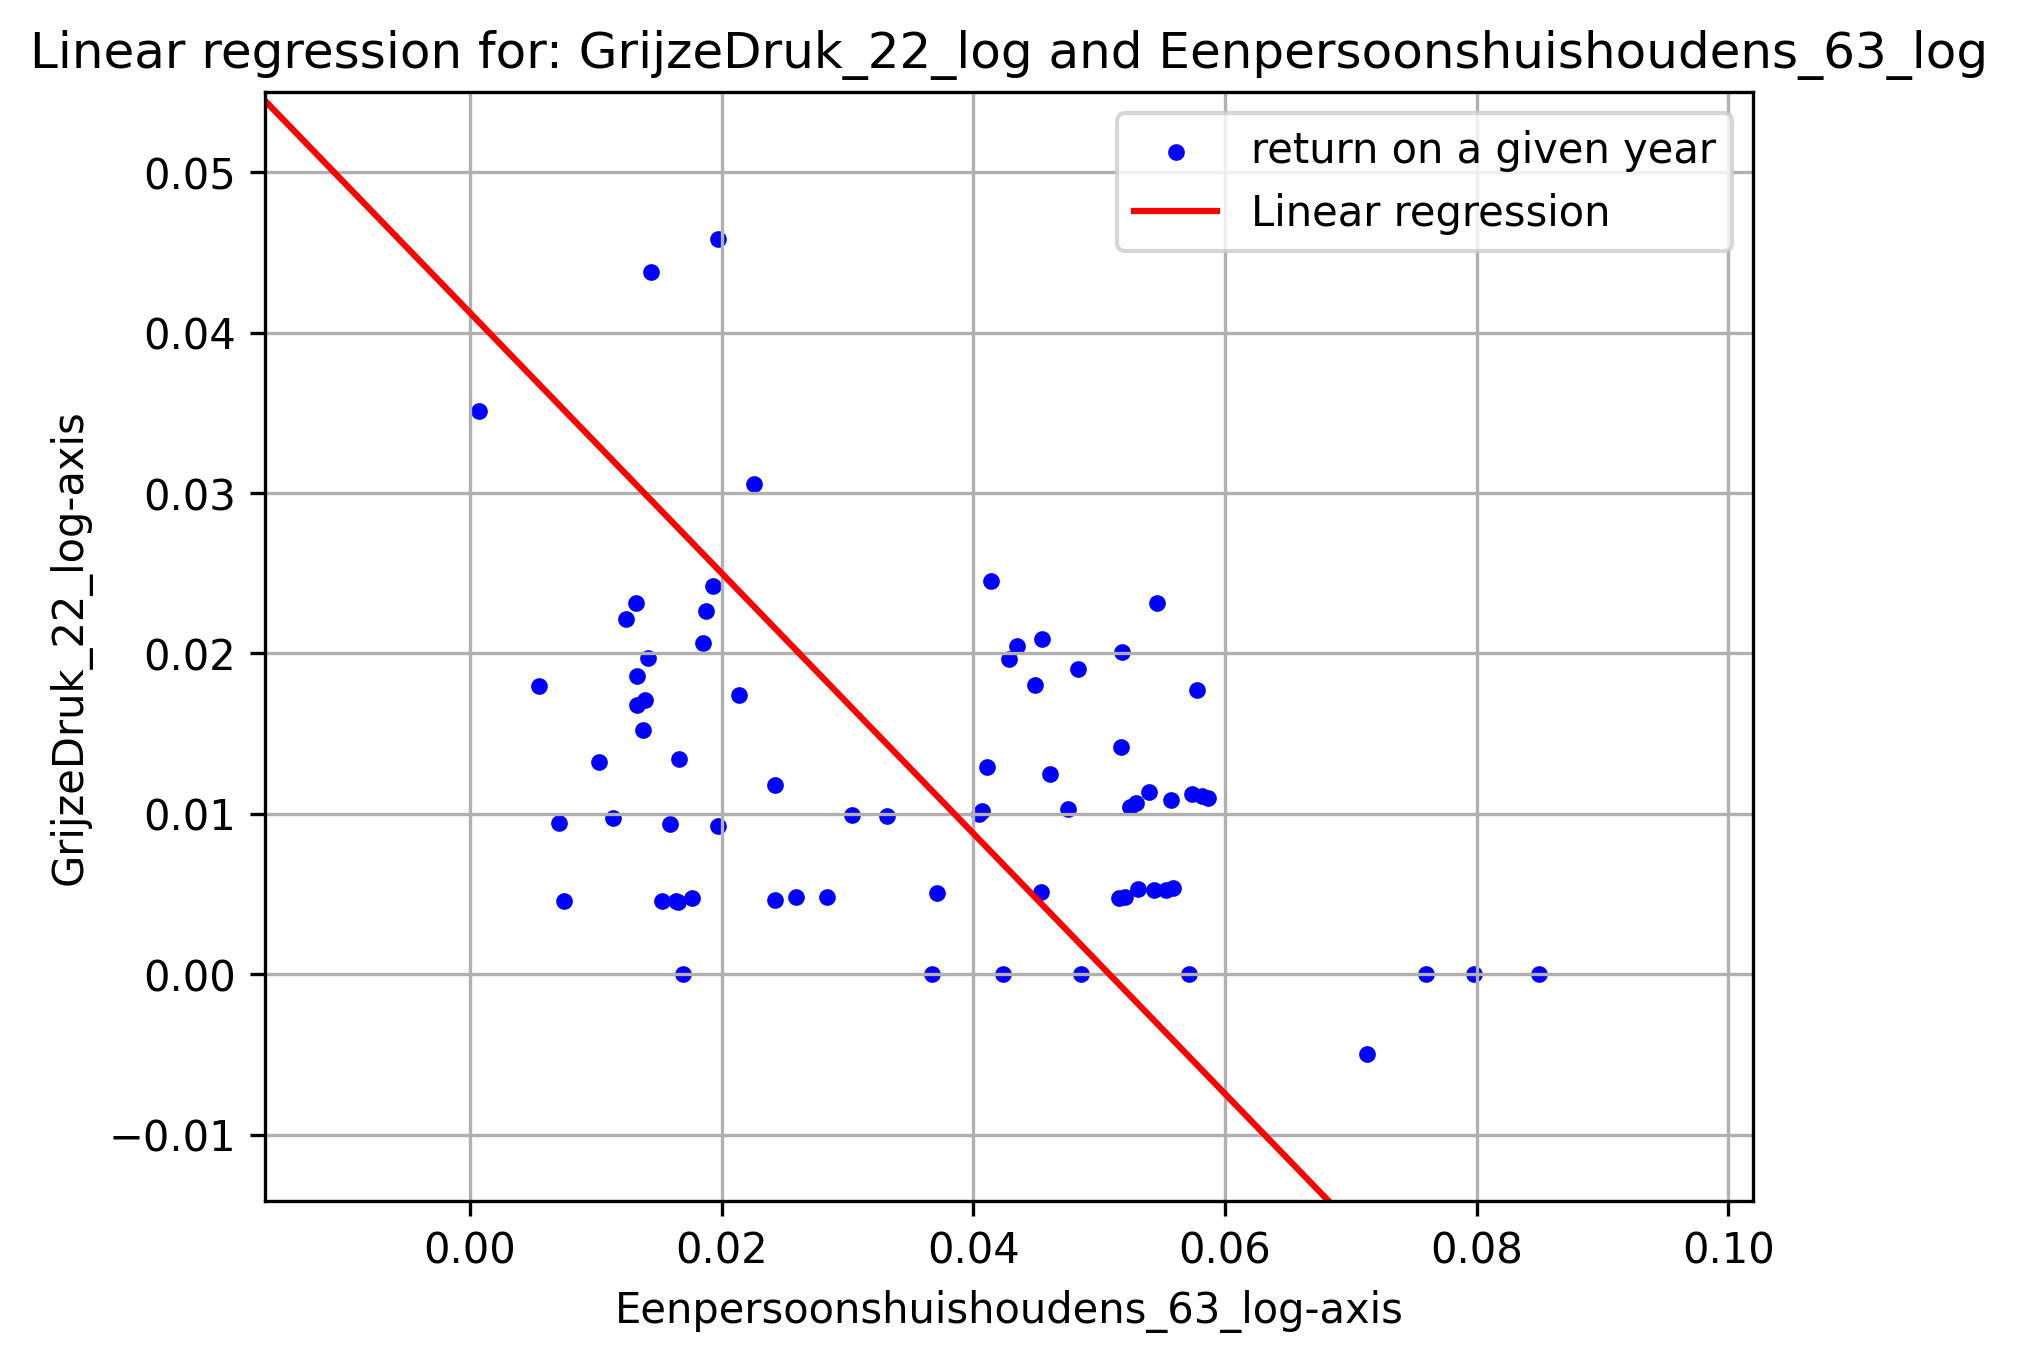 Linear regression for: GrijzeDruk_22_log and Eenpersoonshuishoudens_63_log
return on a given year
Linear regression
0.05
0.04
0.03
0.02
0.01
0.00
−0.01
GrijzeDruk_22_log-axis
0.00 0.02 0.04 0.06 0.08 0.10
Eenpersoonshuishoudens_63_log-axis